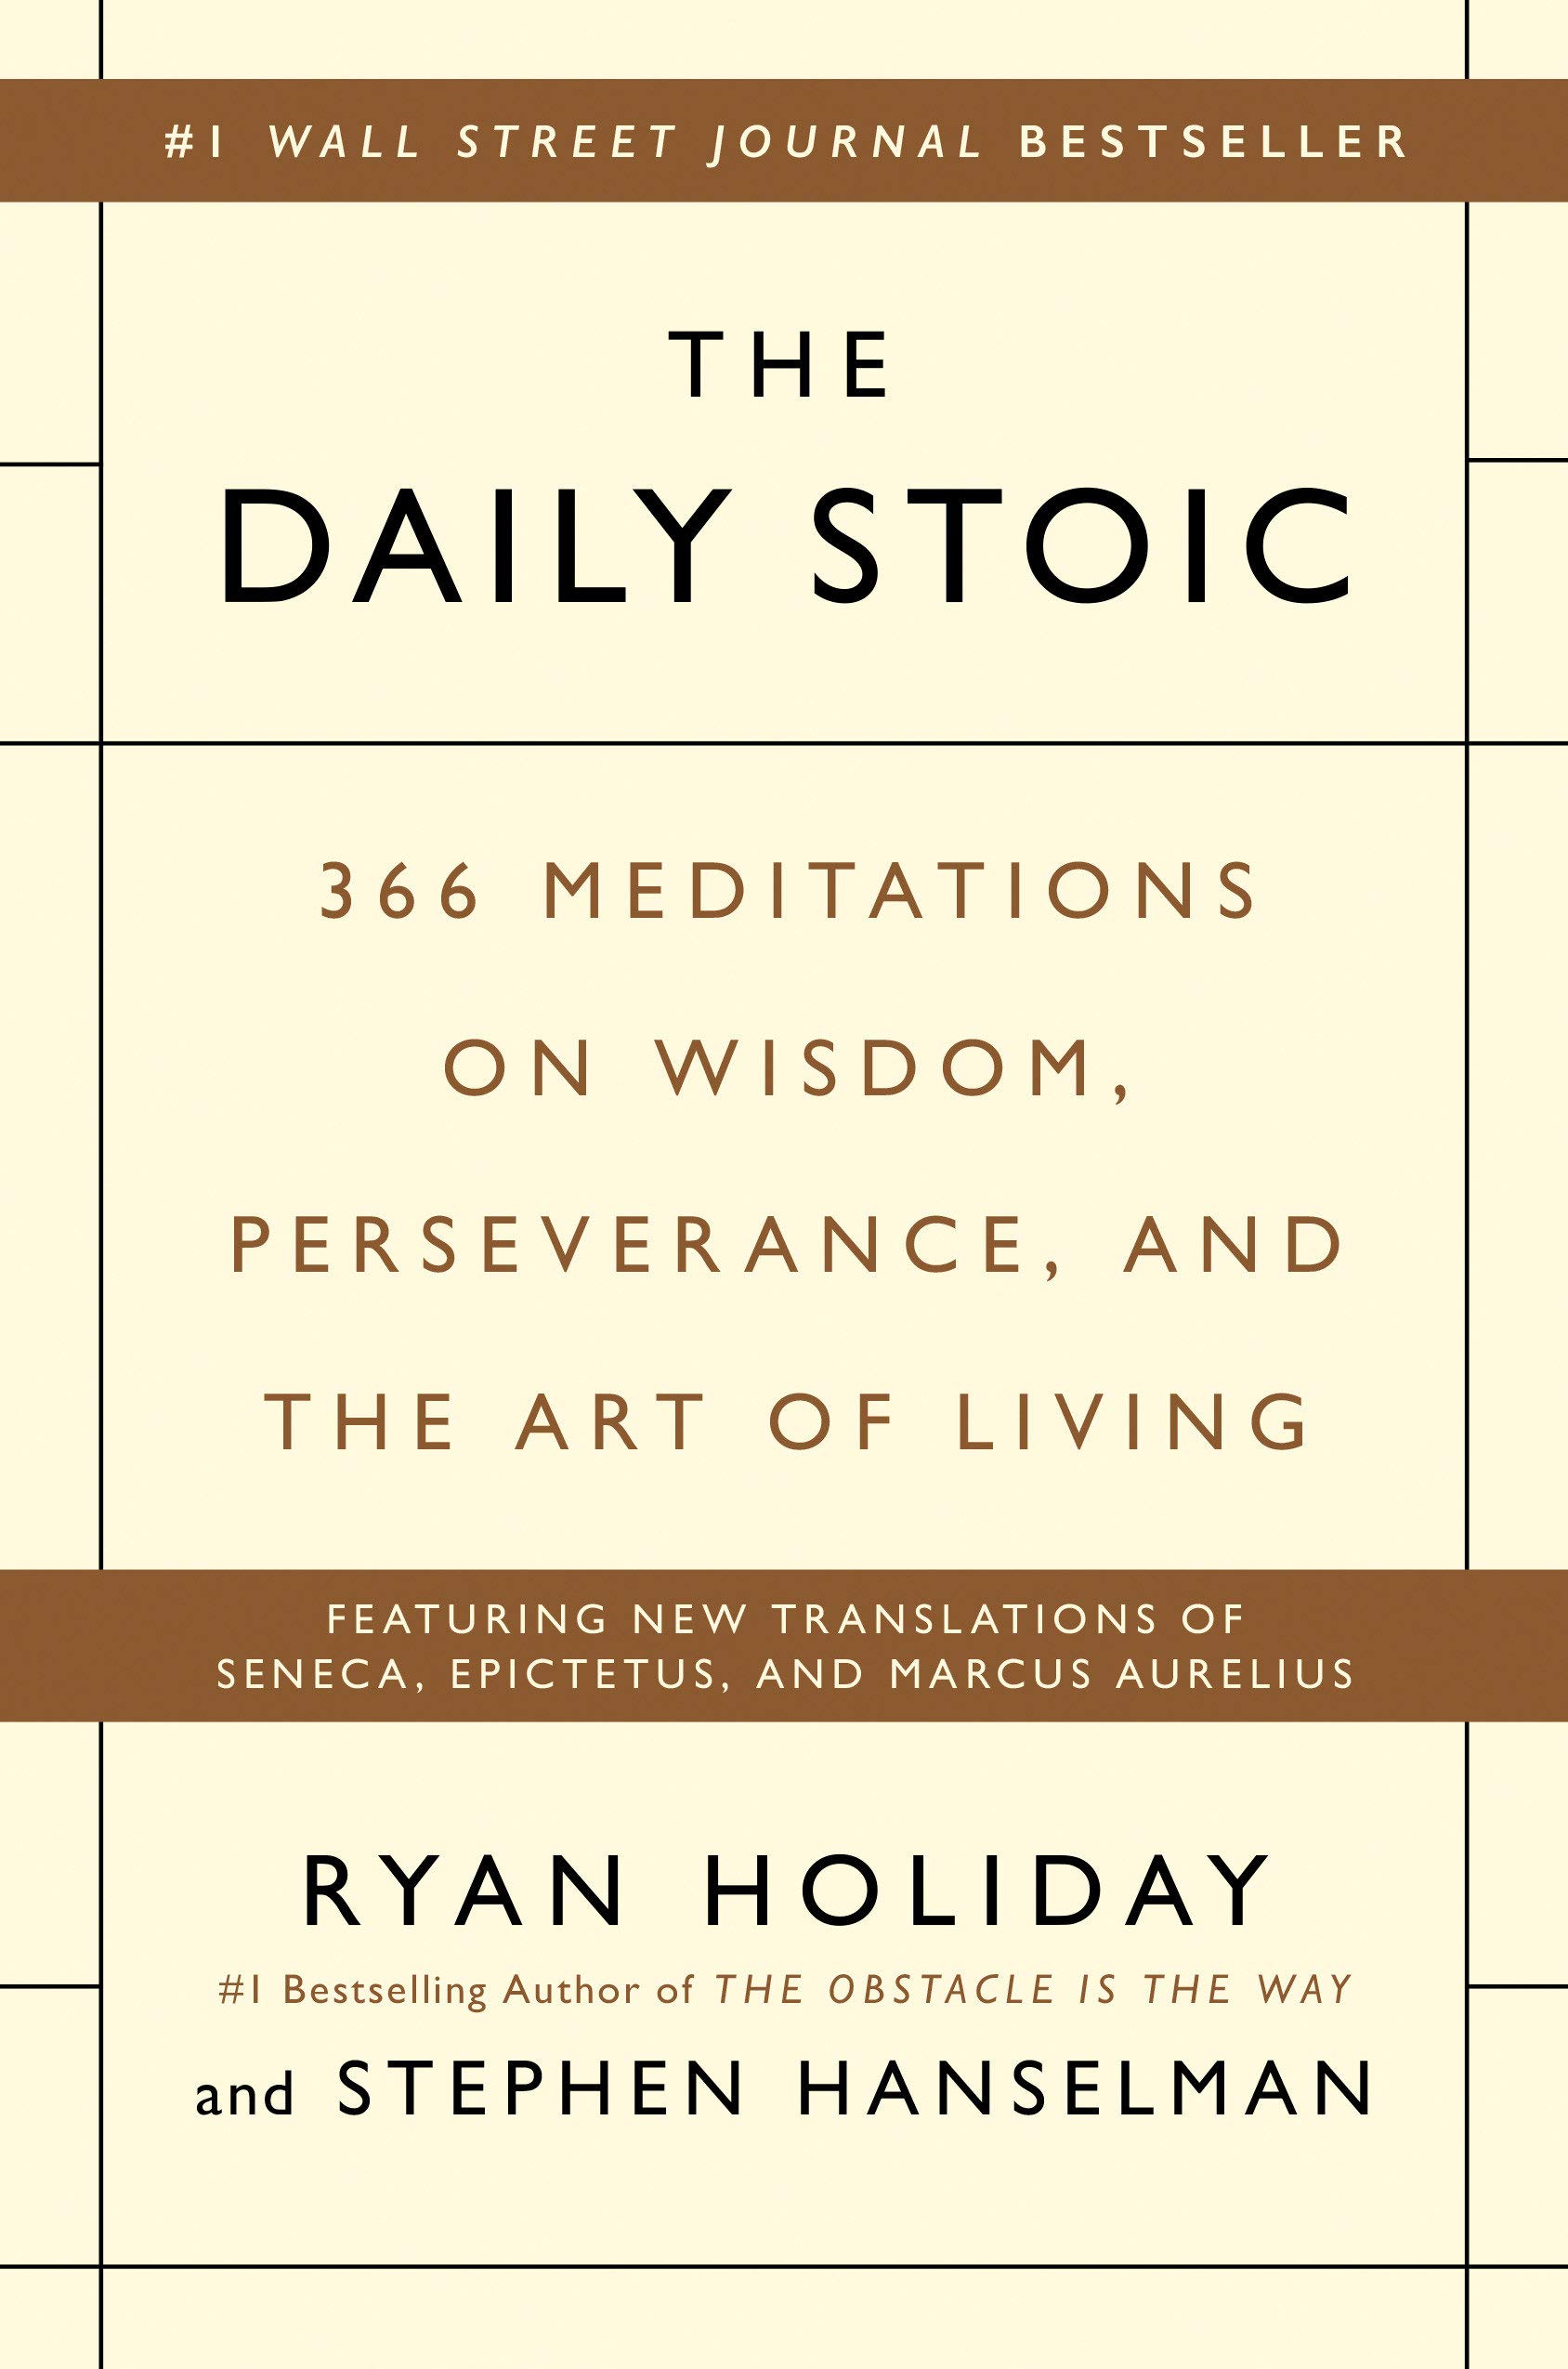 #1 WALL STREET JOURNAL BESTSELLER
THE
DAILY STOIC
366 MEDITATIONS
ON WISDOM,
PERSEVERANCE, AND
THE ART OF LIVING
FEATURING NEW TRANSLATIONS OF
SENECA, EPICTETUS, AND MARCUS AURELIUS
RYAN HOLIDAY
#1 Bestselling Author of THE OBSTACLE IS THE WAY
and STEPHEN HANSELMAN